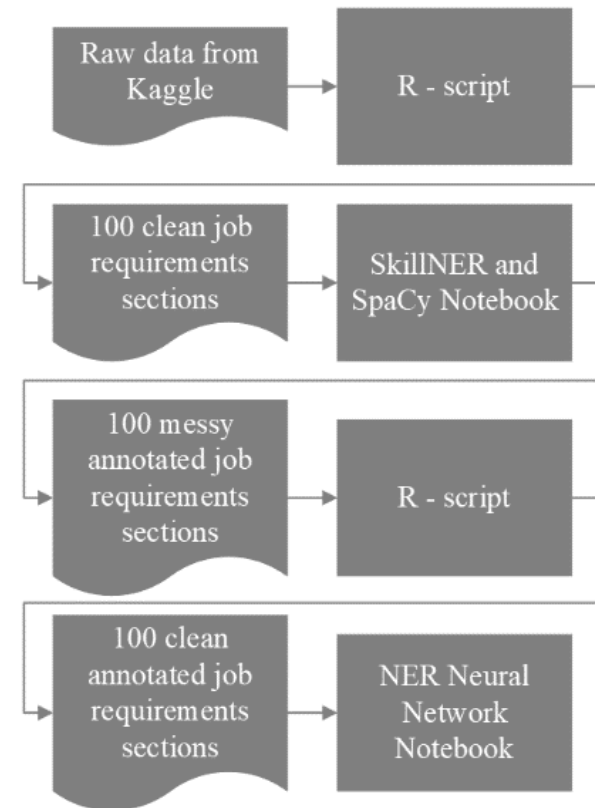 Raw data from
Kaggle
R - script
100 clean job
requirements
sections
SkillNER and
SpaCy Notebook
100 messy
annotated job
requirements
sections
R - script
100 clean
annotated job
requirements
sections
NER Neural
Network
Notebook